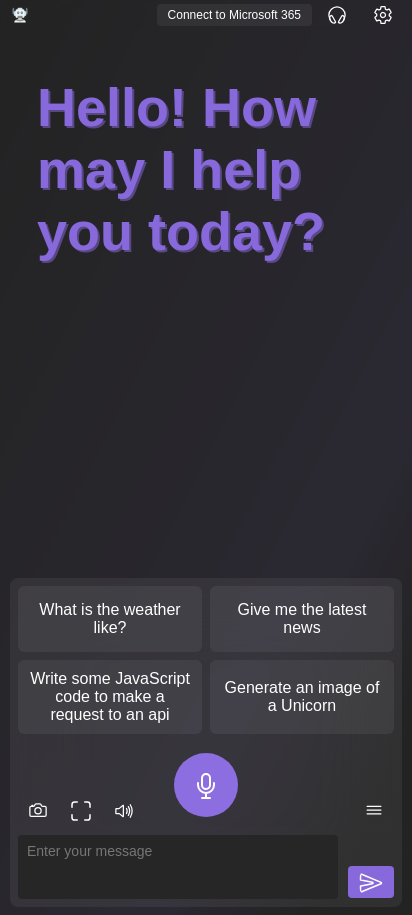 Connect to Microsoft 365
Hello! How
may I help
you today?
What is the weather
like?
Give me the latest
news
Write some JavaScript
code to make a
request to an api
Generate an image of
a Unicorn
Enter your message